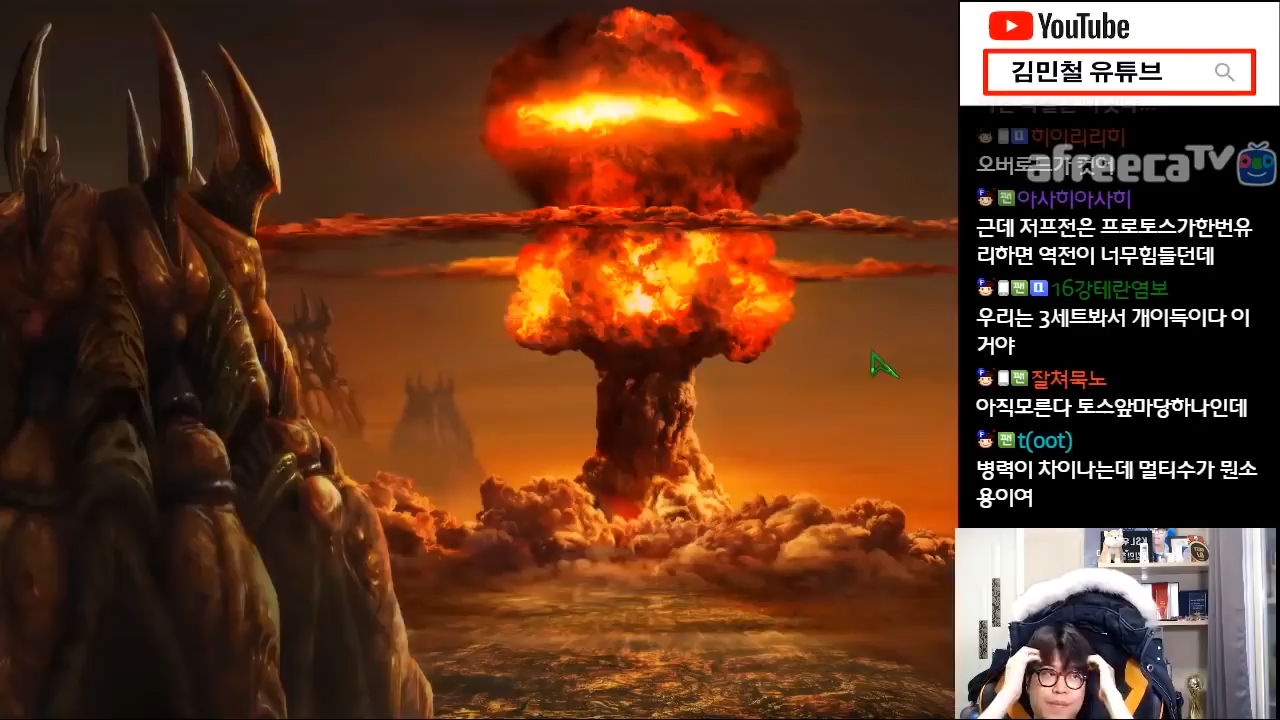 YouTube
김민철 유튜브
히이리리히
오버로드가 컷어
afreecaTV
아사히아사히
근데 저프전은 프로토스가한번유
리하면 역전이 너무힘들던데
16강테란염보
우리는 3세트봐서 개이득이다 이
거야
잘쳐묵노
아직모른다 토스앞마당하나인데
t(oot)
병력이 차이나는데 멀티수가 뭔소
용이여